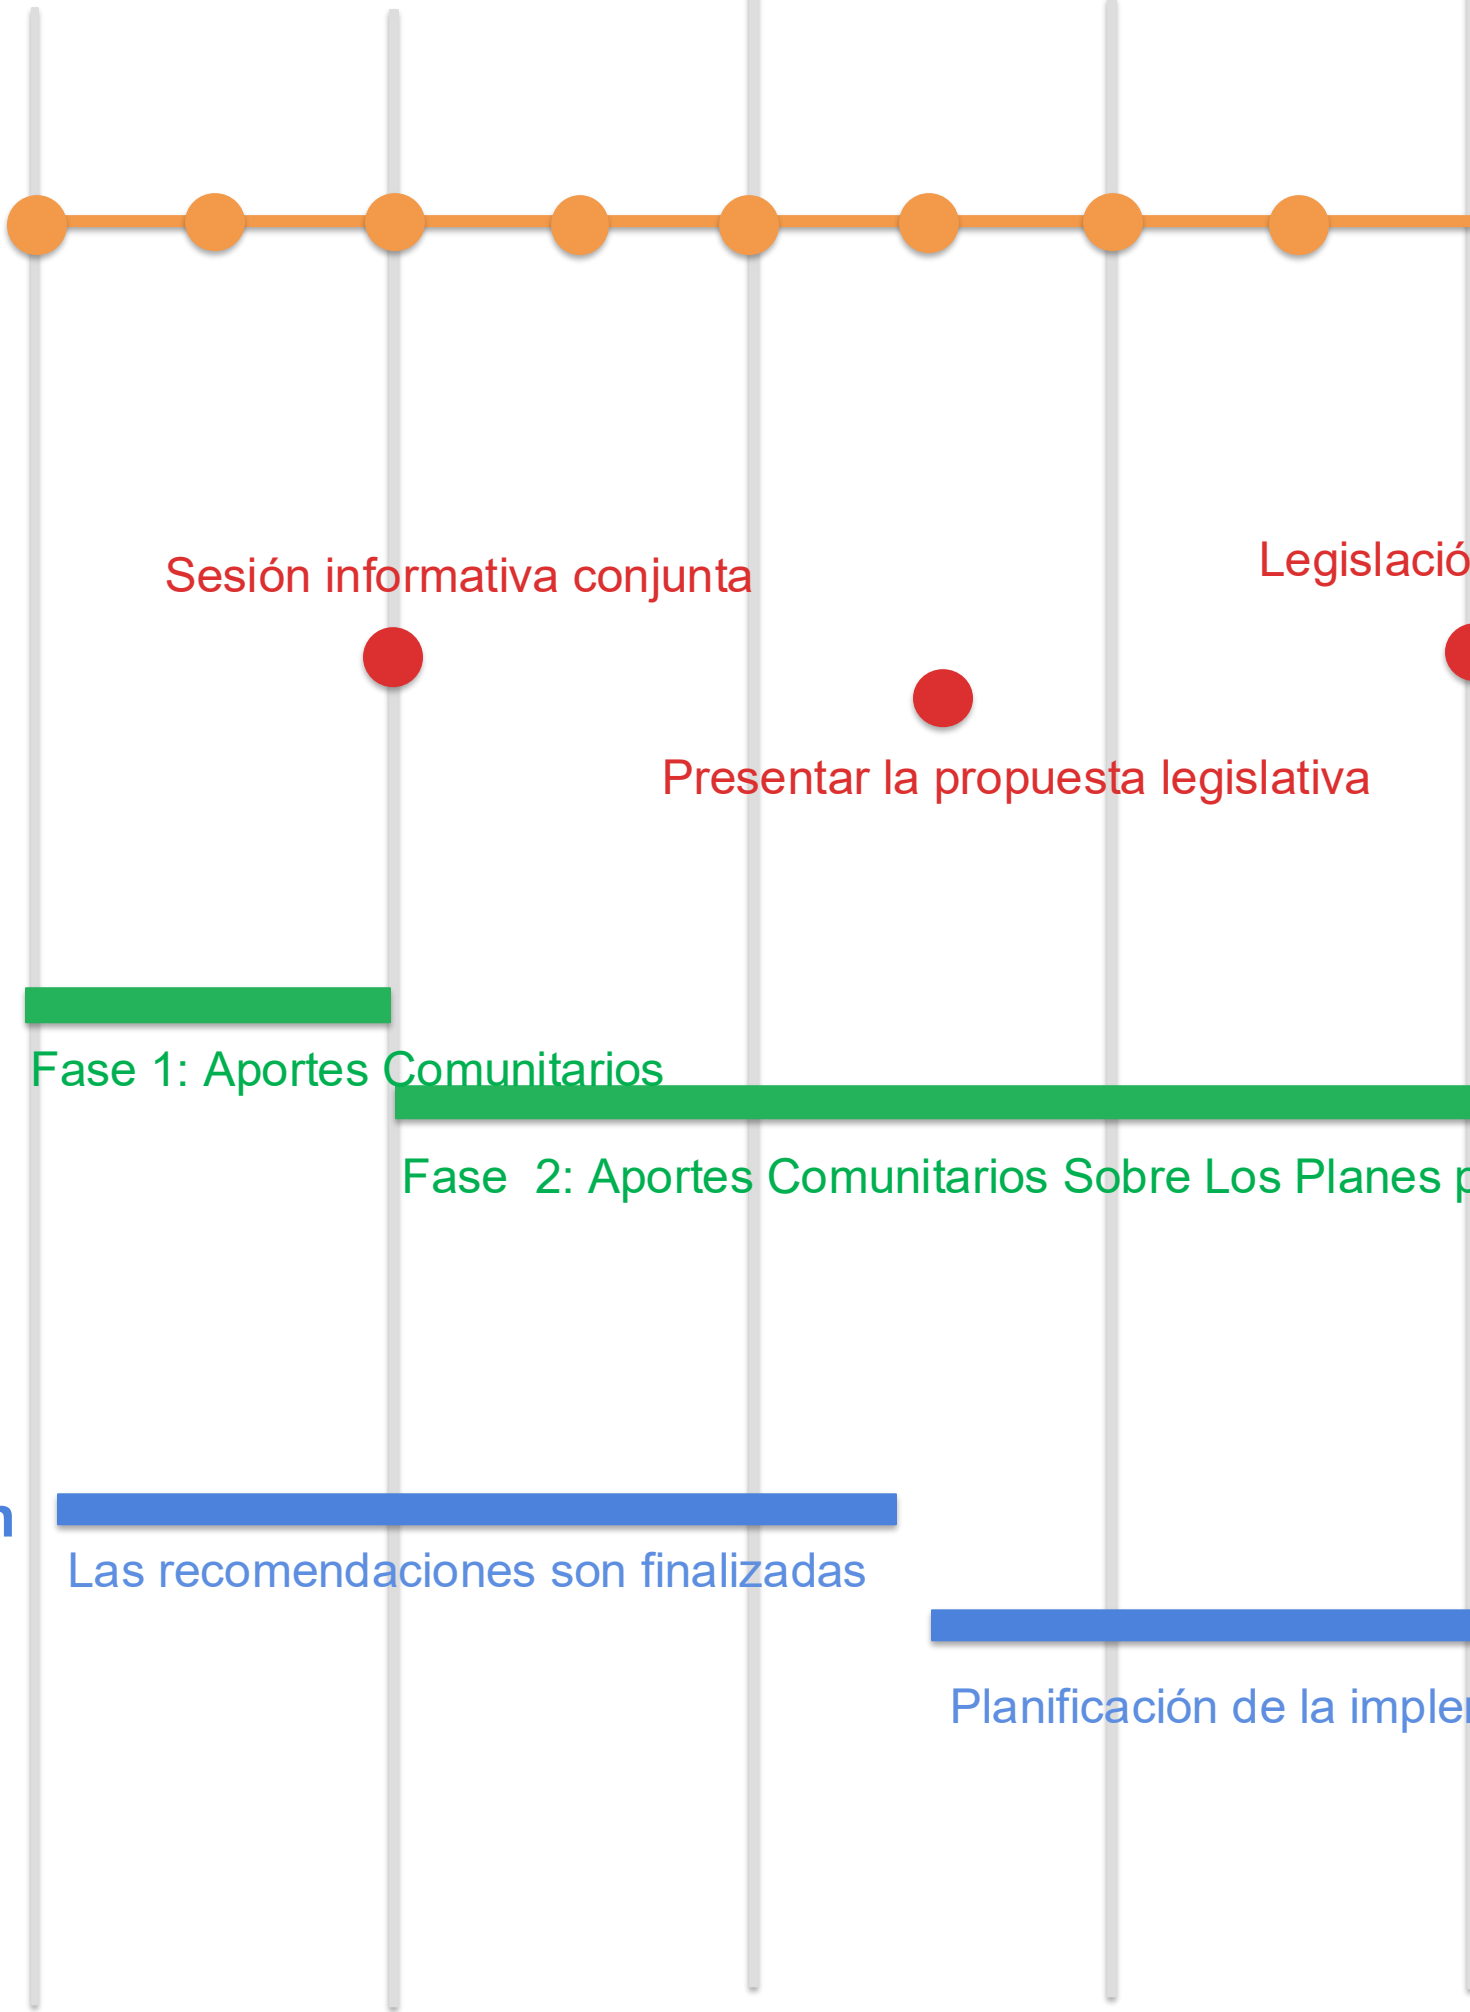 Sesión informativa conjunta
Presentar la propuesta legislativa
Fase 1: Aportes Comunitarios
Fase  2: Aportes Comunitarios Sobre Los Planes
Las recomendaciones son finalizadas
Planificación de la